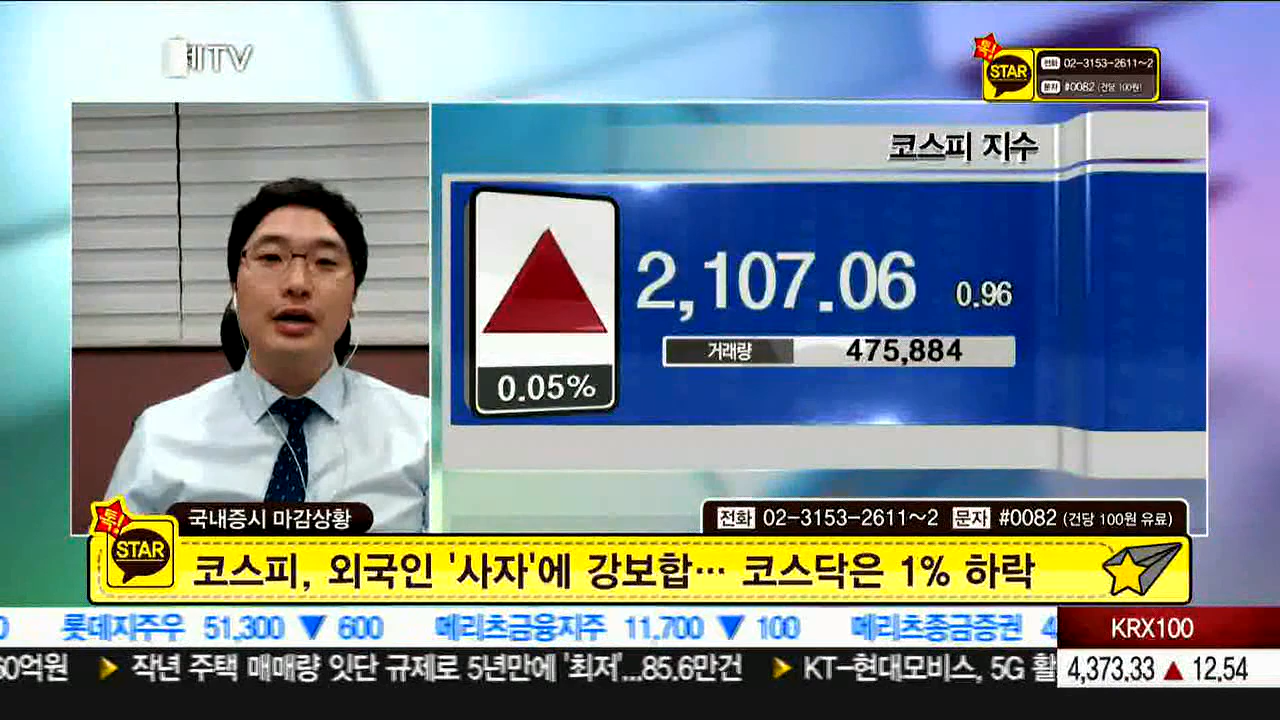 TV
톡!
STAR
전화 02-3153-2611~2
문자 #0082 (건당 100원)
코스피 지수
2,107.06 0.96
거래량 475,884
0.05%
국내증시 마감상황
전화 02-3153-2611~2 문자 #0082 (건당 100원 유료)
톡!
STAR
코스피, 외국인 '사자'에 강보합… 코스닥은 1% 하락
0 롯데지주우 51,300 ▼ 600 메리츠금융지주 11,700 ▼ 100 메리츠종금증권 4
KRX100
60억원 ▶ 작년 주택 매매량 잇단 규제로 5년만에 '최저'...85.6만건 ▶ KT-현대모비스, 5G 활
4,373.33 ▲ 12.54